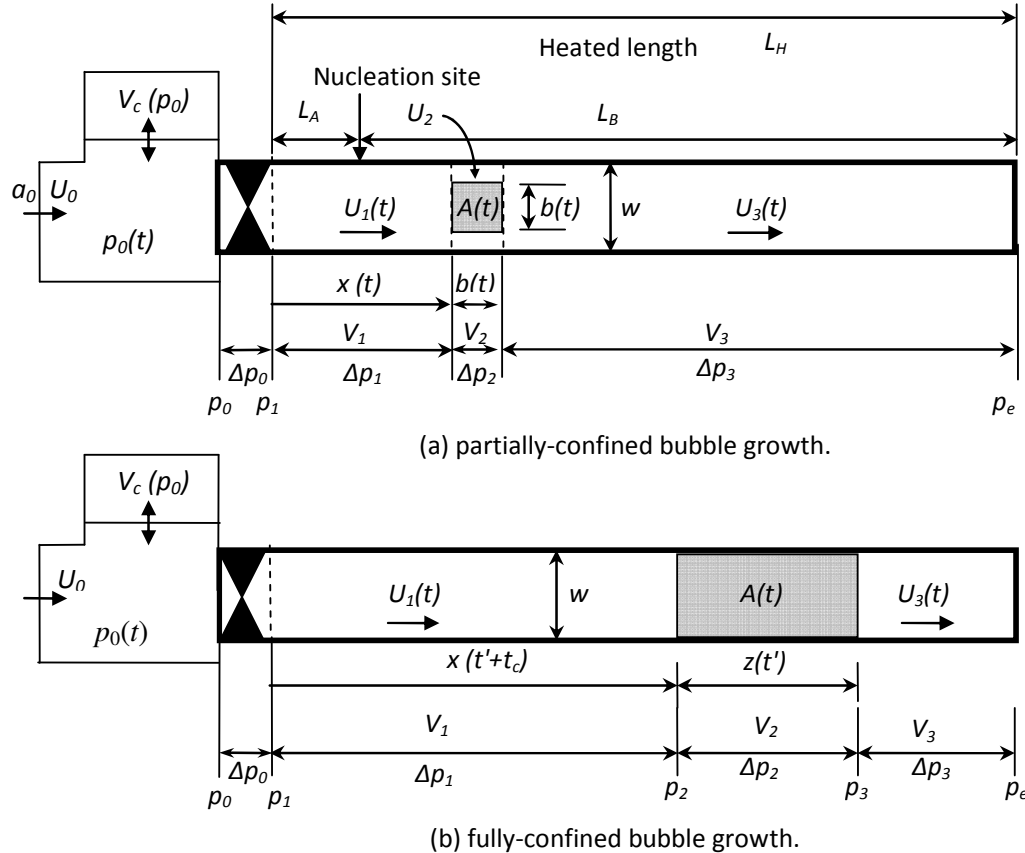 L_H
Heated length
Nucleation site
V_c (p_0)
L_A
U_2
L_B
a_0
U_0
U_1(t)
A(t)
b(t)
w
U_3(t)
p_0(t)
x (t)
b(t)
V_1
V_2
V_3
Δp_0
Δp_1
Δp_2
Δp_3
p_0
p_1
p_e
(a) partially-confined bubble growth.
V_c (p_0)
U_0
U_1(t)
w
A(t)
U_3(t)
p_0(t)
x (t'+t_c)
z(t')
V_1
V_2
V_3
Δp_0
Δp_1
Δp_2
Δp_3
p_0
p_1
p_2
p_3
p_e
(b) fully-confined bubble growth.